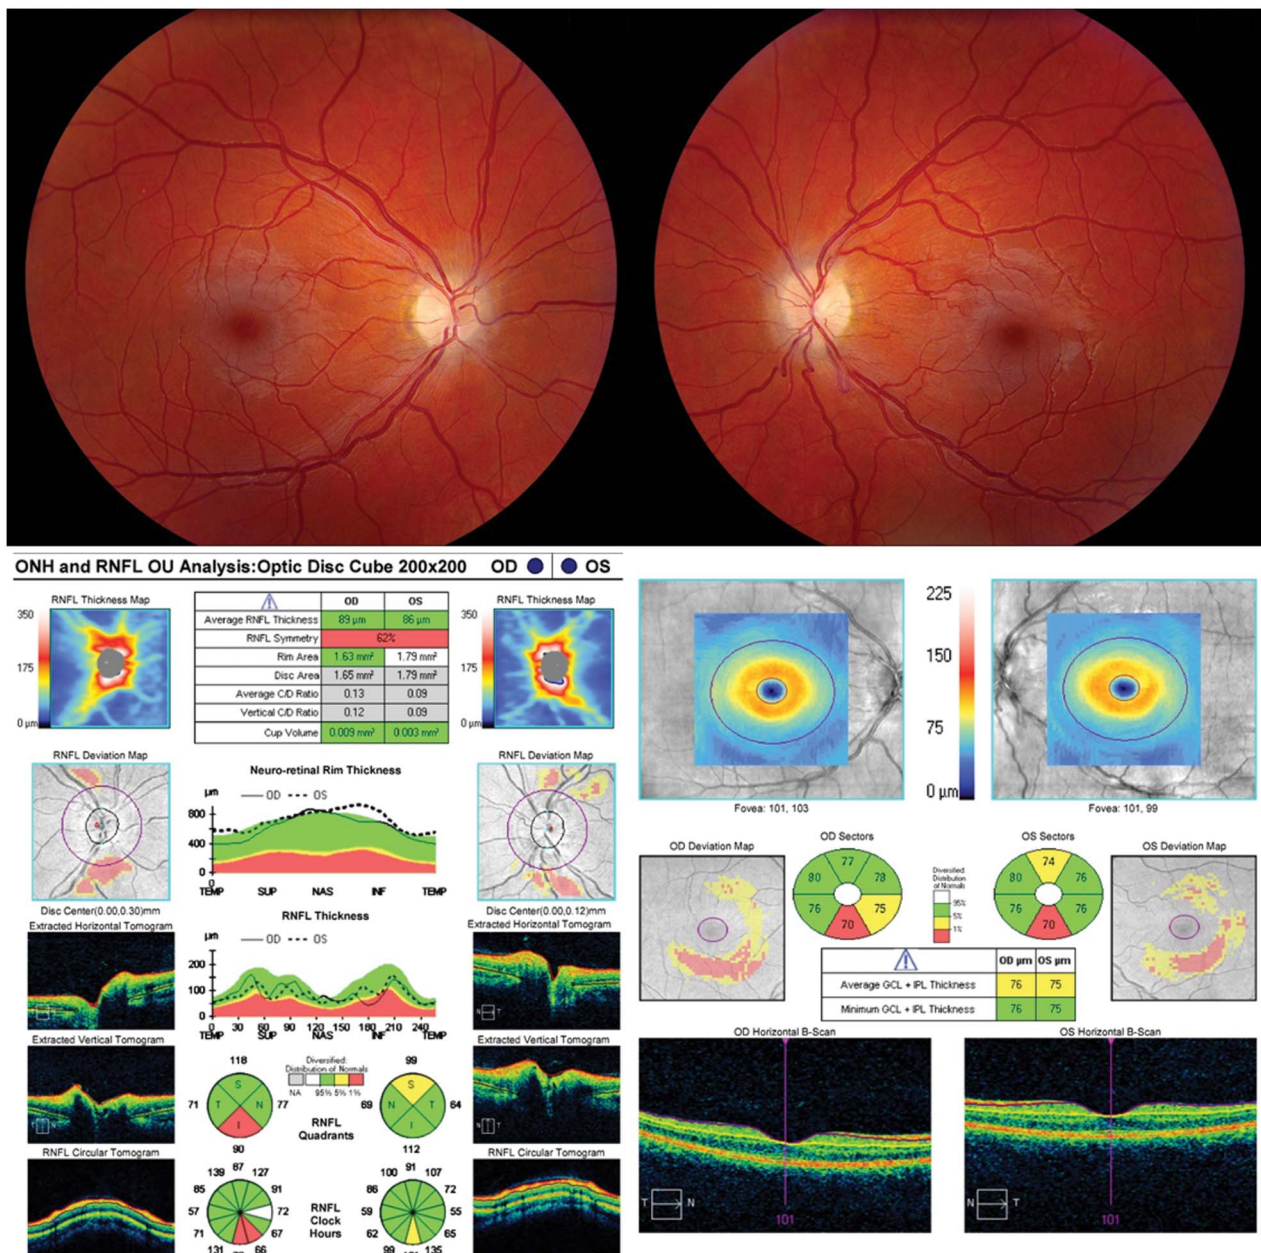 ONH and RNFL OU Analysis:Optic Disc Cube 200x200 OD OS
RNFL Thickness Map
350
175
0 µm
OD OS
Average RNFL Thickness 89 µm 86 µm
RNFL Symmetry 62%
Rim Area 1.63 mm² 1.79 mm²
Disc Area 1.65 mm² 1.79 mm²
Average C/D Ratio 0.13 0.09
Vertical C/D Ratio 0.12 0.09
Cup Volume 0.009 mm³ 0.003 mm³
RNFL Thickness Map
350
175
0 µm
RNFL Deviation Map
Disc Center(0.00,0.30)mm
Neuro-retinal Rim Thickness
µm OD OS
800
400
0
0
TEMP SUP NAS INF TEMP
RNFL Deviation Map
Disc Center(0.00,0.12)mm
Extracted Horizontal Tomogram
RNFL Thickness
µm OD OS
200
100
0
0 30 60 90 120 150 180 210 240
TEMP SUP NAS INF TEMP
Extracted Horizontal Tomogram
N T
Extracted Vertical Tomogram
Extracted Vertical Tomogram
118
S
71 T N 77
I
90
Diversified:
Distribution of Normals
NA 95% 5% 1%
RNFL
Quadrants
99
S
69 N T 64
I
112
RNFL Circular Tomogram
RNFL Circular Tomogram
87
139 127
85 91
57 72
71 67
131 66
RNFL
Clock
Hours
91
100 107
86 72
59 55
62 65
99 135
225
150
75
0 µm
Fovea: 101, 103
Fovea: 101, 99
OD Deviation Map
OD Sectors
77
80 78
76 75
70
Diversified:
Distribution
of Normals
95%
5%
1%
OS Sectors
74
80 76
76 76
70
OS Deviation Map
OD µm OS µm
Average GCL + IPL Thickness 76 75
Minimum GCL + IPL Thickness 76 75
OD Horizontal B-Scan
T N
101
OS Horizontal B-Scan
N T
101